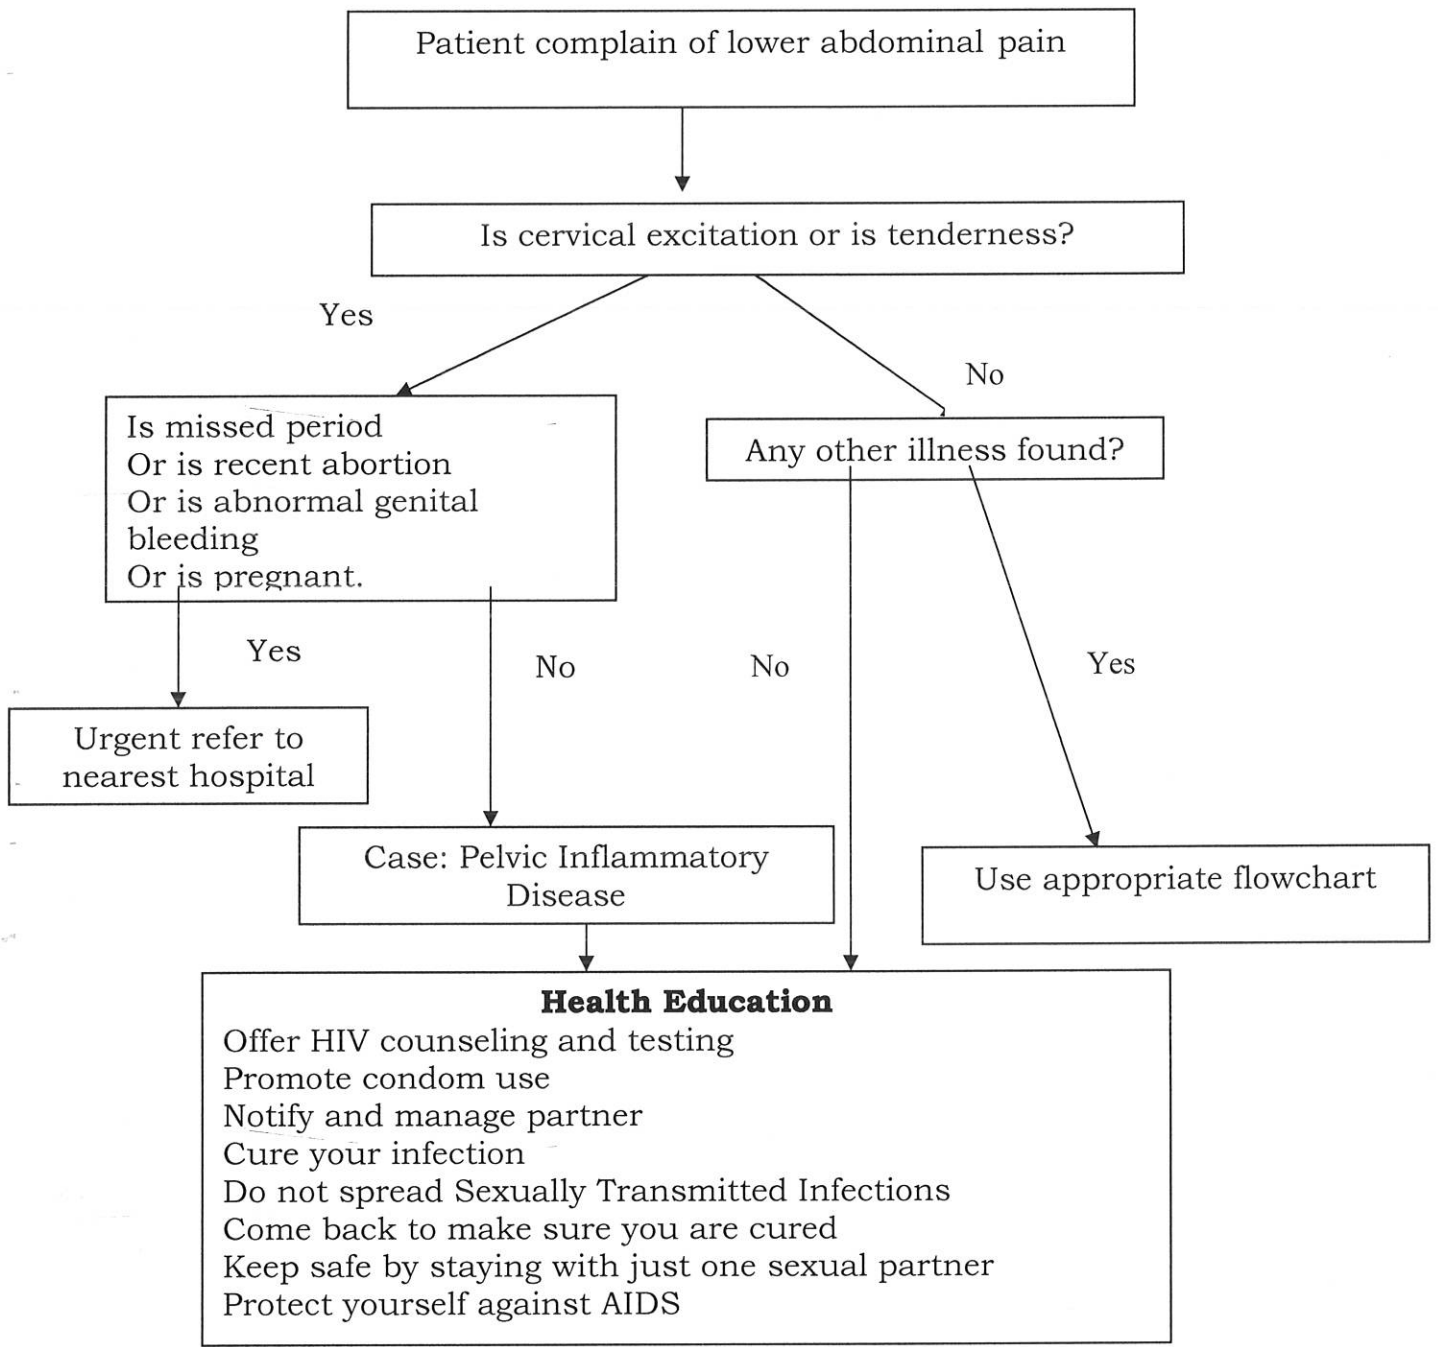 Patient complain of lower abdominal pain
Is cervical excitation or is tenderness?
Yes
No
Is missed period
Or is recent abortion
Or is abnormal genital
bleeding
Or is pregnant.
Any other illness found?
Yes
No
No
Yes
Urgent refer to
nearest hospital
Case: Pelvic Inflammatory
Disease
Use appropriate flowchart
Health Education
Offer HIV counseling and testing
Promote condom use
Notify and manage partner
Cure your infection
Do not spread Sexually Transmitted Infections
Come back to make sure you are cured
Keep safe by staying with just one sexual partner
Protect yourself against AIDS